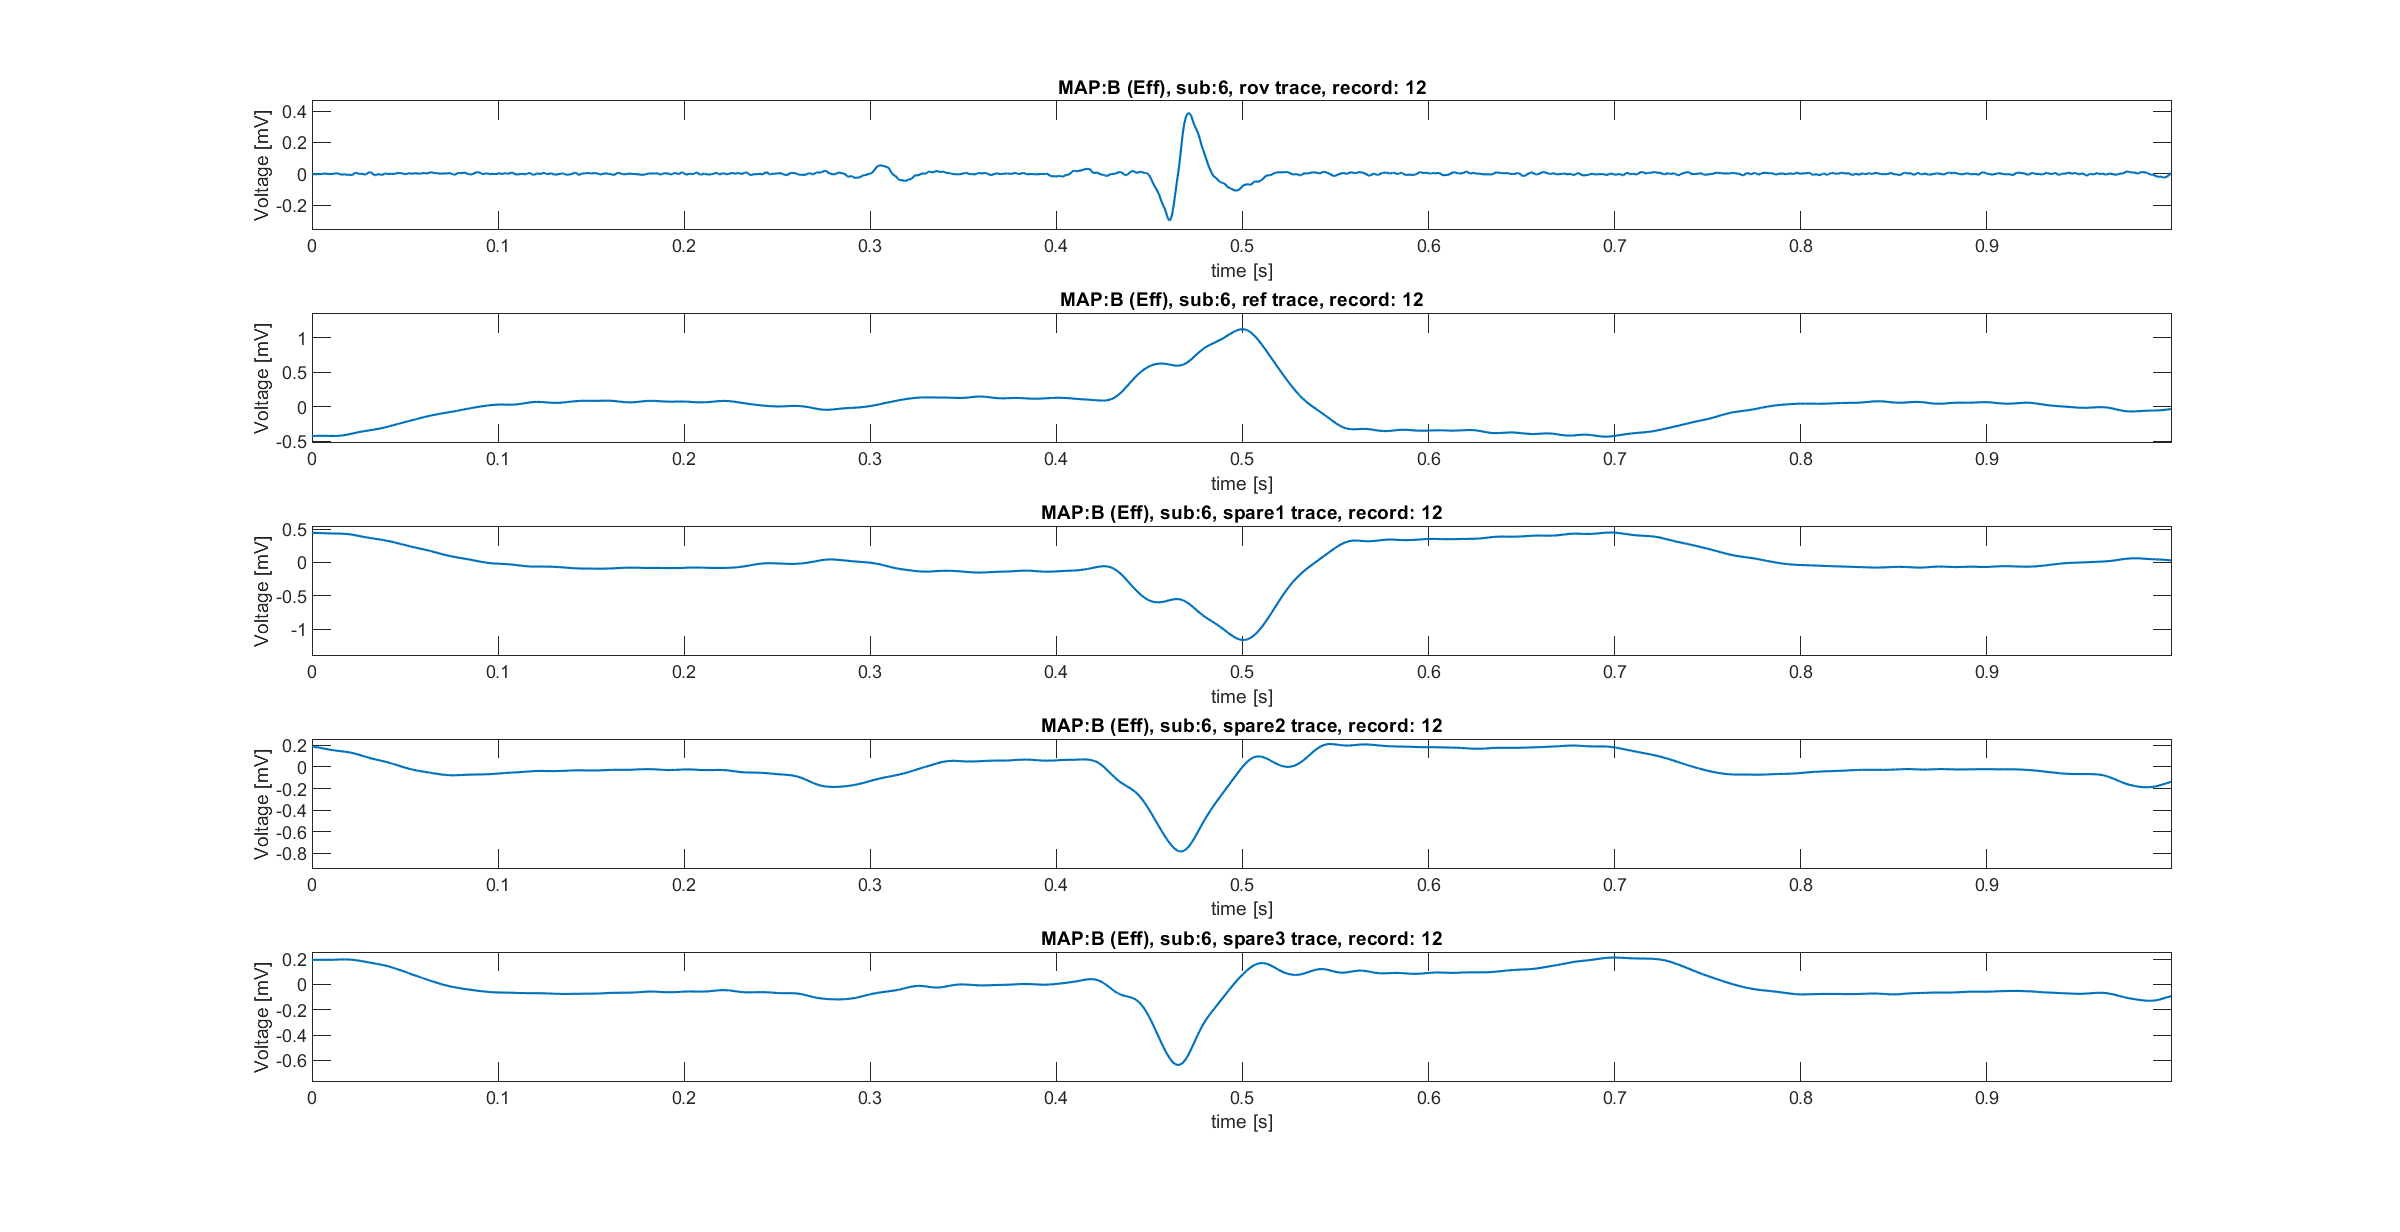 MAP:B (Eff), sub:6, rov trace, record: 12
Voltage [mV]
0.4
0.2
0
-0.2
0 0.1 0.2 0.3 0.4 0.5 0.6 0.7 0.8 0.9
time [s]
MAP:B (Eff), sub:6, ref trace, record: 12
Voltage [mV]
1
0.5
0
-0.5
0 0.1 0.2 0.3 0.4 0.5 0.6 0.7 0.8 0.9
time [s]
MAP:B (Eff), sub:6, spare1 trace, record: 12
Voltage [mV]
0.5
0
-0.5
-1
0 0.1 0.2 0.3 0.4 0.5 0.6 0.7 0.8 0.9
time [s]
MAP:B (Eff), sub:6, spare2 trace, record: 12
Voltage [mV]
0.2
0
-0.2
-0.4
-0.6
-0.8
0 0.1 0.2 0.3 0.4 0.5 0.6 0.7 0.8 0.9
time [s]
MAP:B (Eff), sub:6, spare3 trace, record: 12
Voltage [mV]
0.2
0
-0.2
-0.4
-0.6
0 0.1 0.2 0.3 0.4 0.5 0.6 0.7 0.8 0.9
time [s]